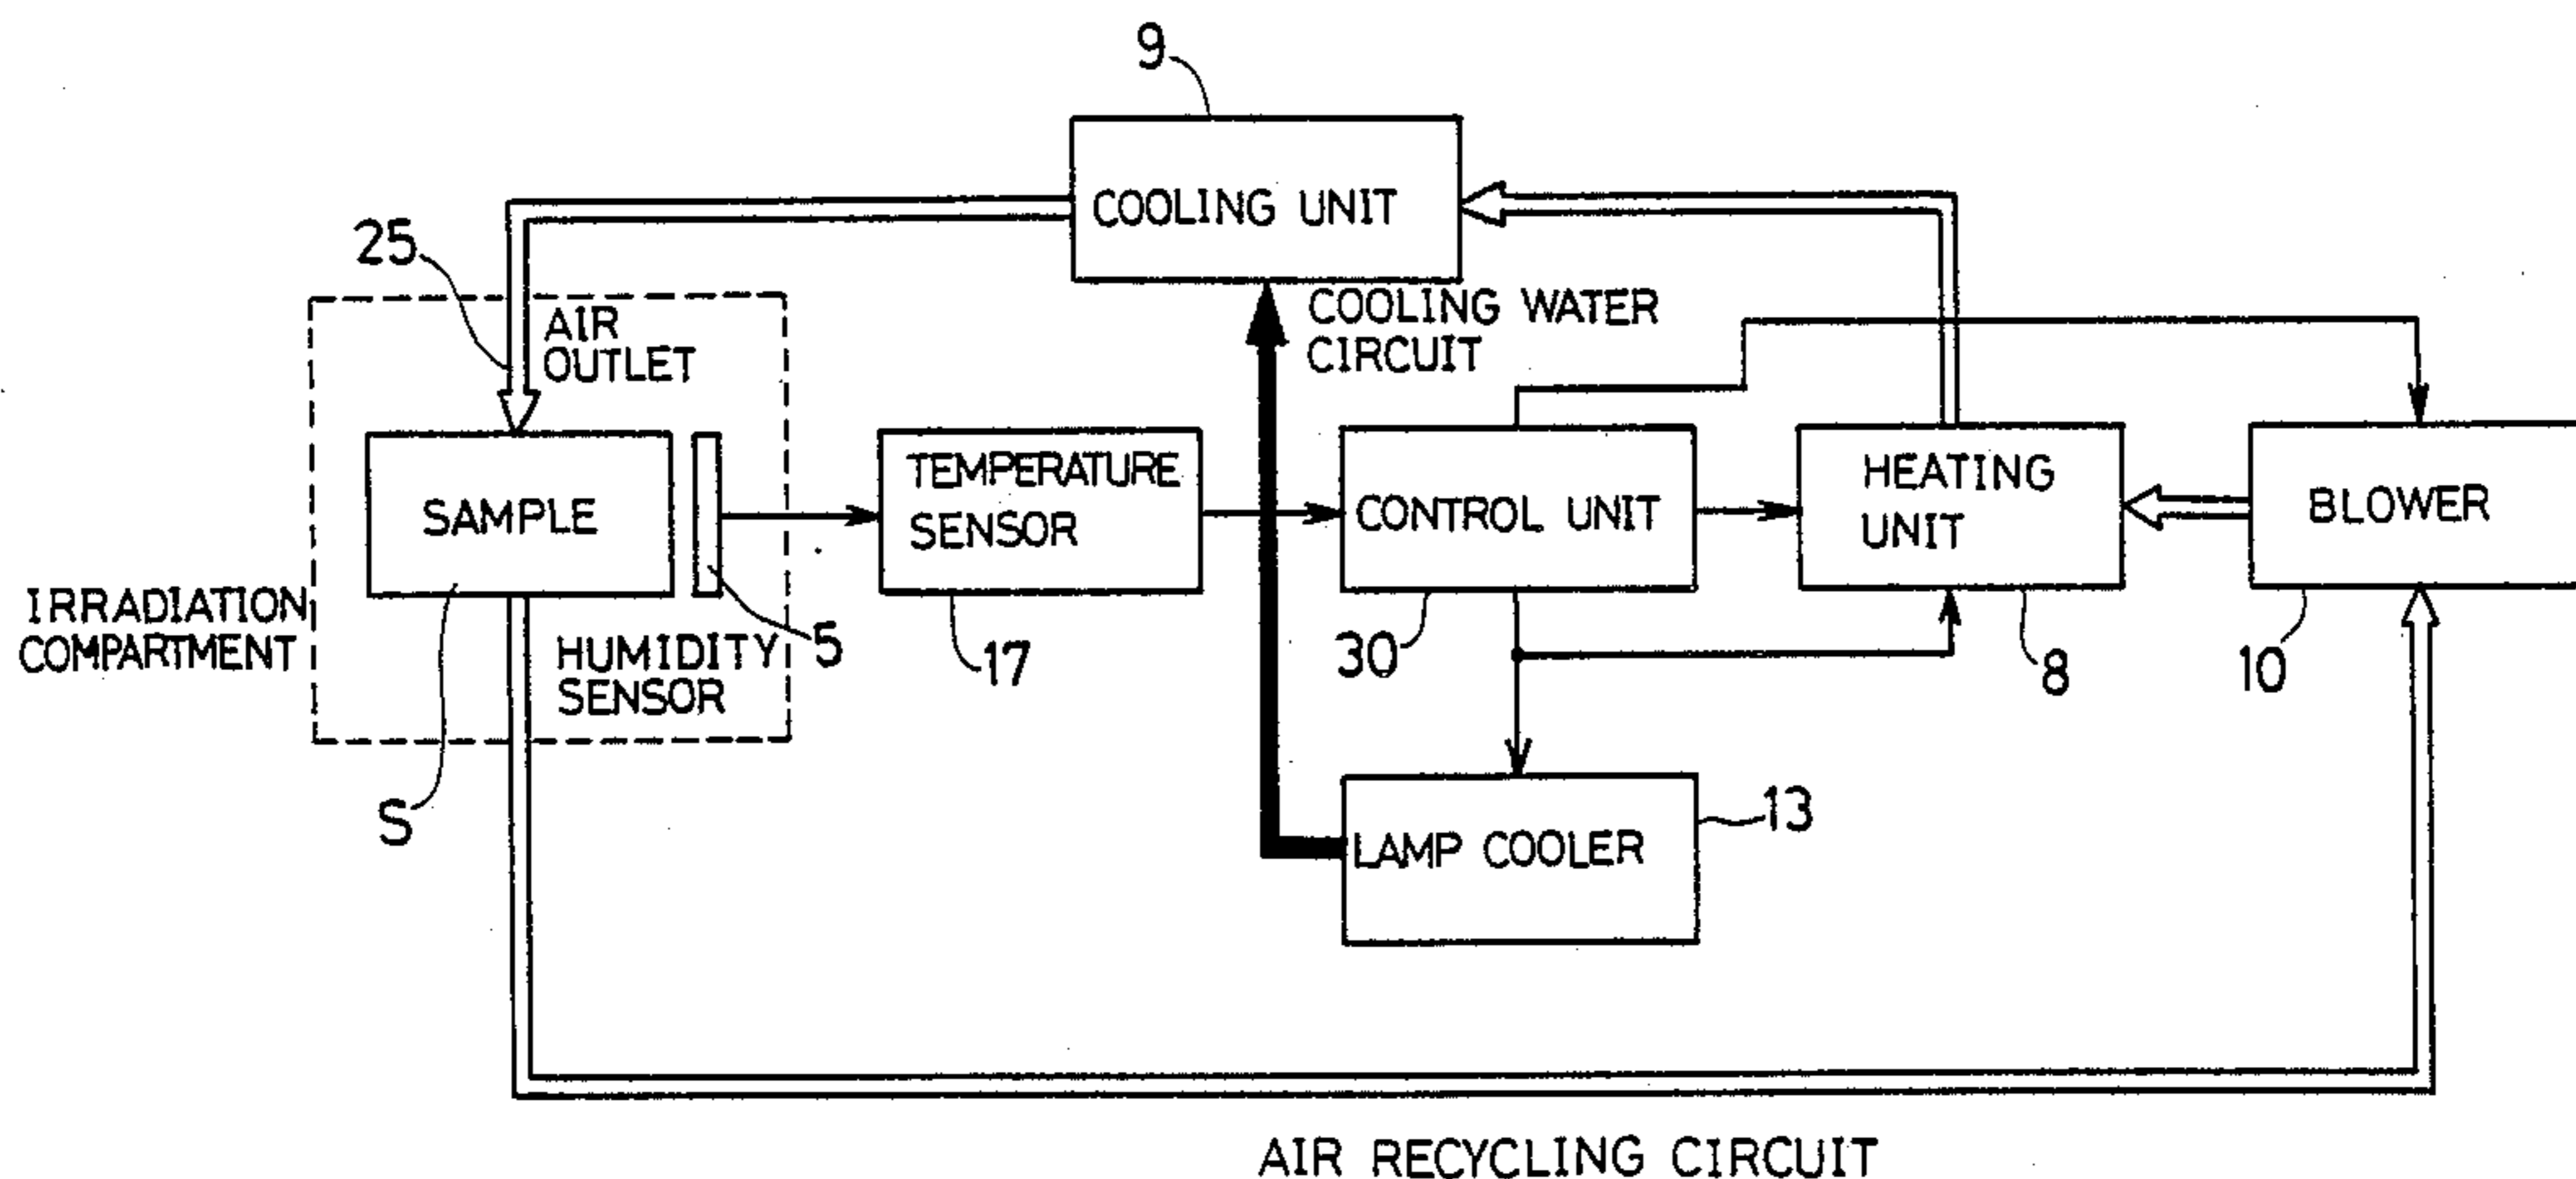 9
COOLING UNIT
25
AIR
OUTLET
COOLING WATER
CIRCUIT
SAMPLE
TEMPERATURE
SENSOR
CONTROL UNIT
HEATING
UNIT
BLOWER
IRRADIATION
COMPARTMENT
HUMIDITY
SENSOR
5
17
30
8
10
S
LAMP COOLER
13
AIR RECYCLING CIRCUIT